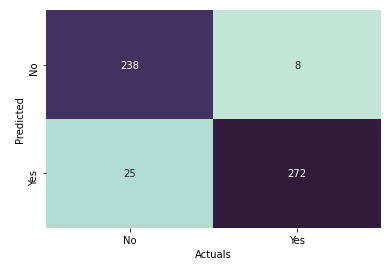 No
238
8
Predicted
Yes
25
272
No
Yes
Actuals